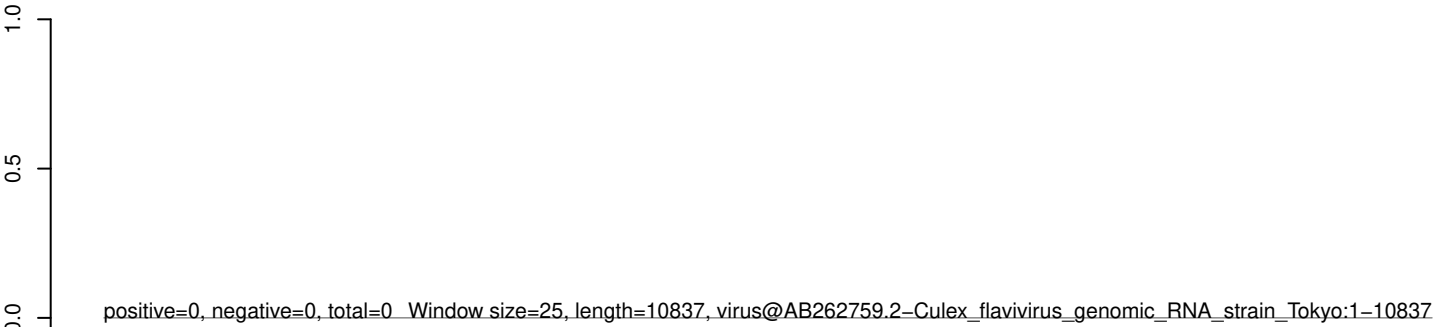 1.0
0.5
0.0
positive=0, negative=0, total=0 Window size=25, length=10837, virus@AB262759.2−Culex_flavivirus_genomic_RNA_strain_Tokyo:1−10837